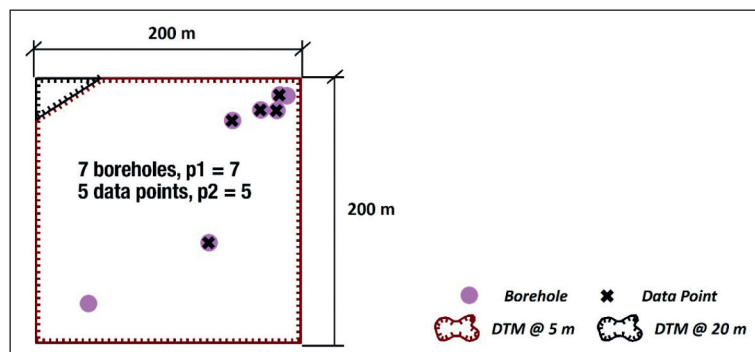 200 m
7 boreholes, p1 = 7
5 data points, p2 = 5
200 m
Borehole
Data Point
DTM @ 5 m
DTM @ 20 m